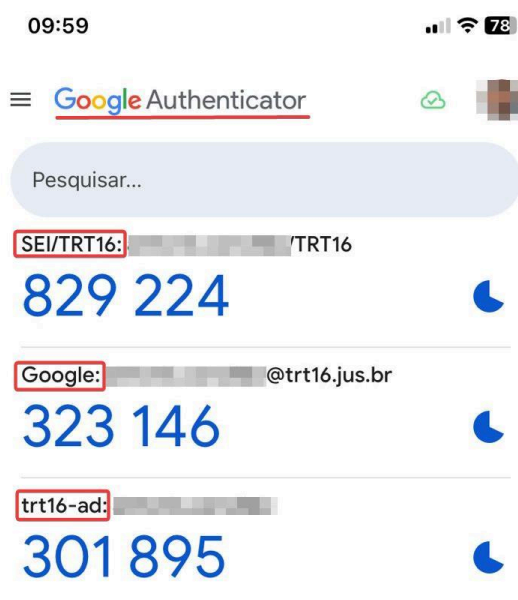 09:59
78
Google Authenticator
Pesquisar...
SEI/TRT16: /TRT16
829 224
Google: @trt16.jus.br
323 146
trt16-ad:
301 895